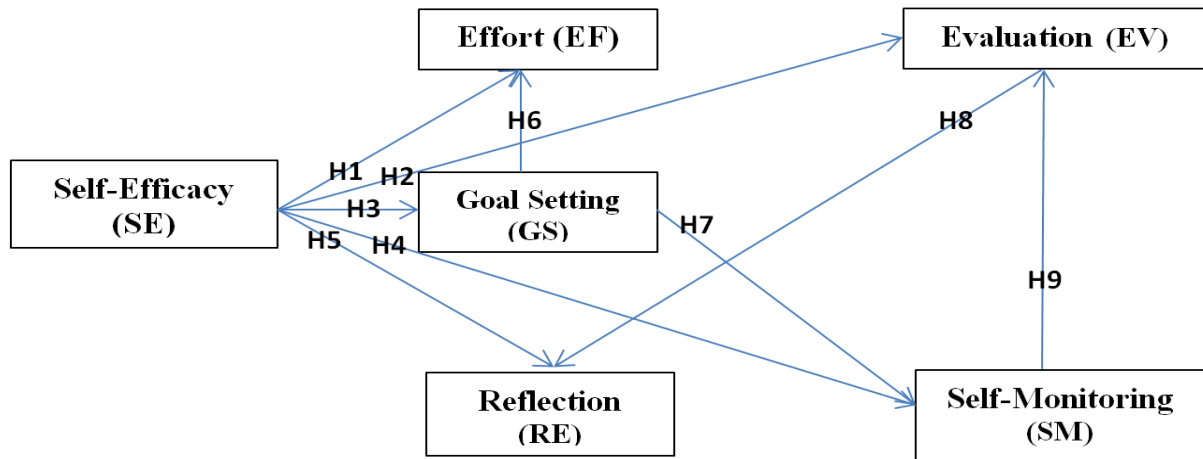 Effort (EF)
Evaluation (EV)
H6
H8
H1
H2
Self-Efficacy
(SE)
H3
Goal Setting
(GS)
H7
H5
H4
H9
Reflection
(RE)
Self-Monitoring
(SM)